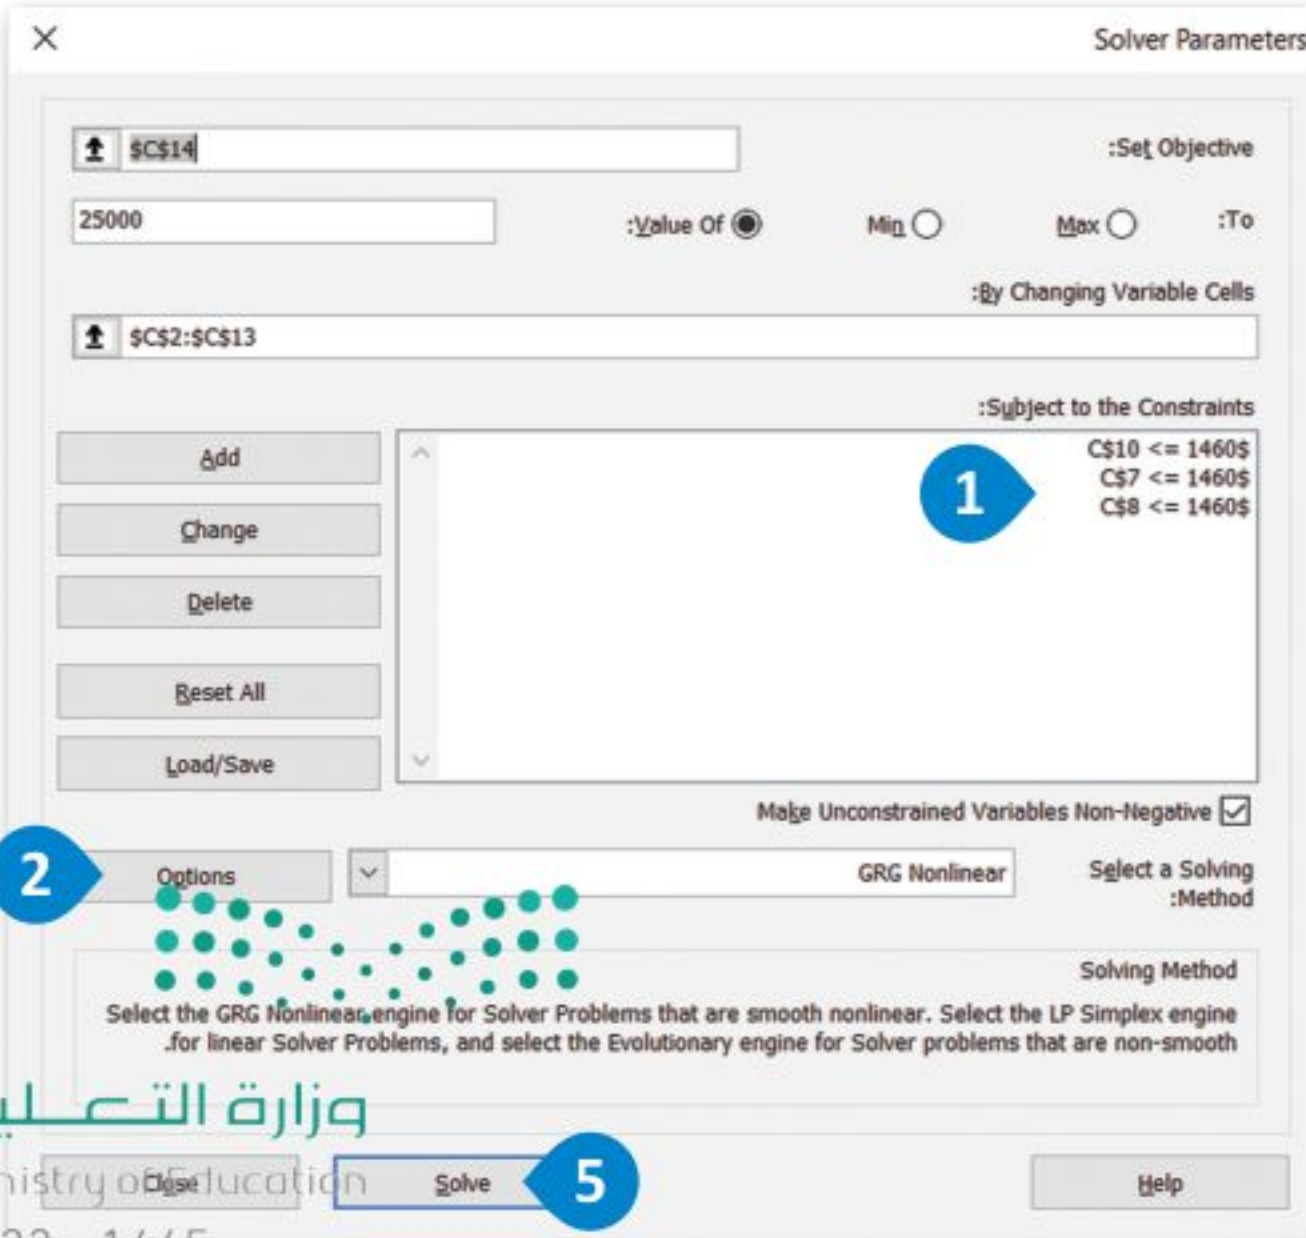 Solver Parameters
:Set Objective
$C$14
:To
Max
Min
:Value Of
25000
:By Changing Variable Cells
$C$2:$C$13
:Subject to the Constraints
C$10 <= 1460$
C$7 <= 1460$
C$8 <= 1460$
1
Add
Change
Delete
Reset All
Load/Save
Make Unconstrained Variables Non-Negative
Select a Solving
:Method
GRG Nonlinear
Options
2
Solving Method
Select the GRG Nonlinear engine for Solver Problems that are smooth nonlinear. Select the LP Simplex engine
.for linear Solver Problems, and select the Evolutionary engine for Solver problems that are non-smooth
وزارة
of Education
Help
5
Solve
Close